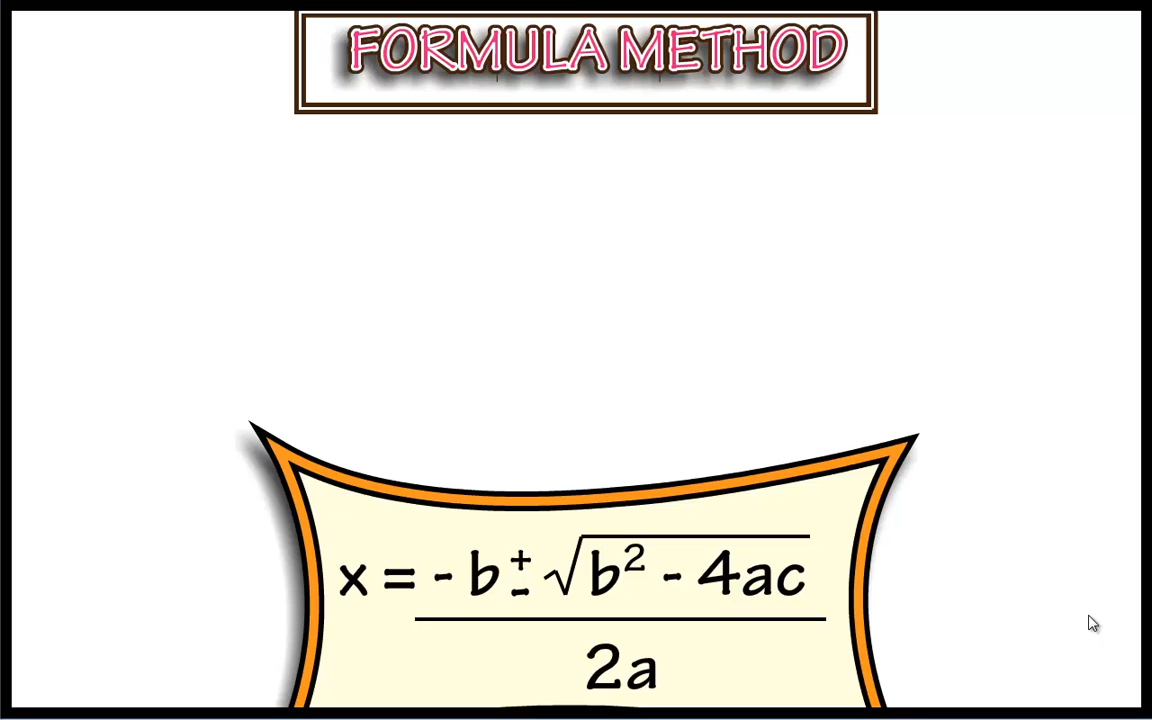 FORMULA METHOD
x = - b ± √b² - 4ac
2a